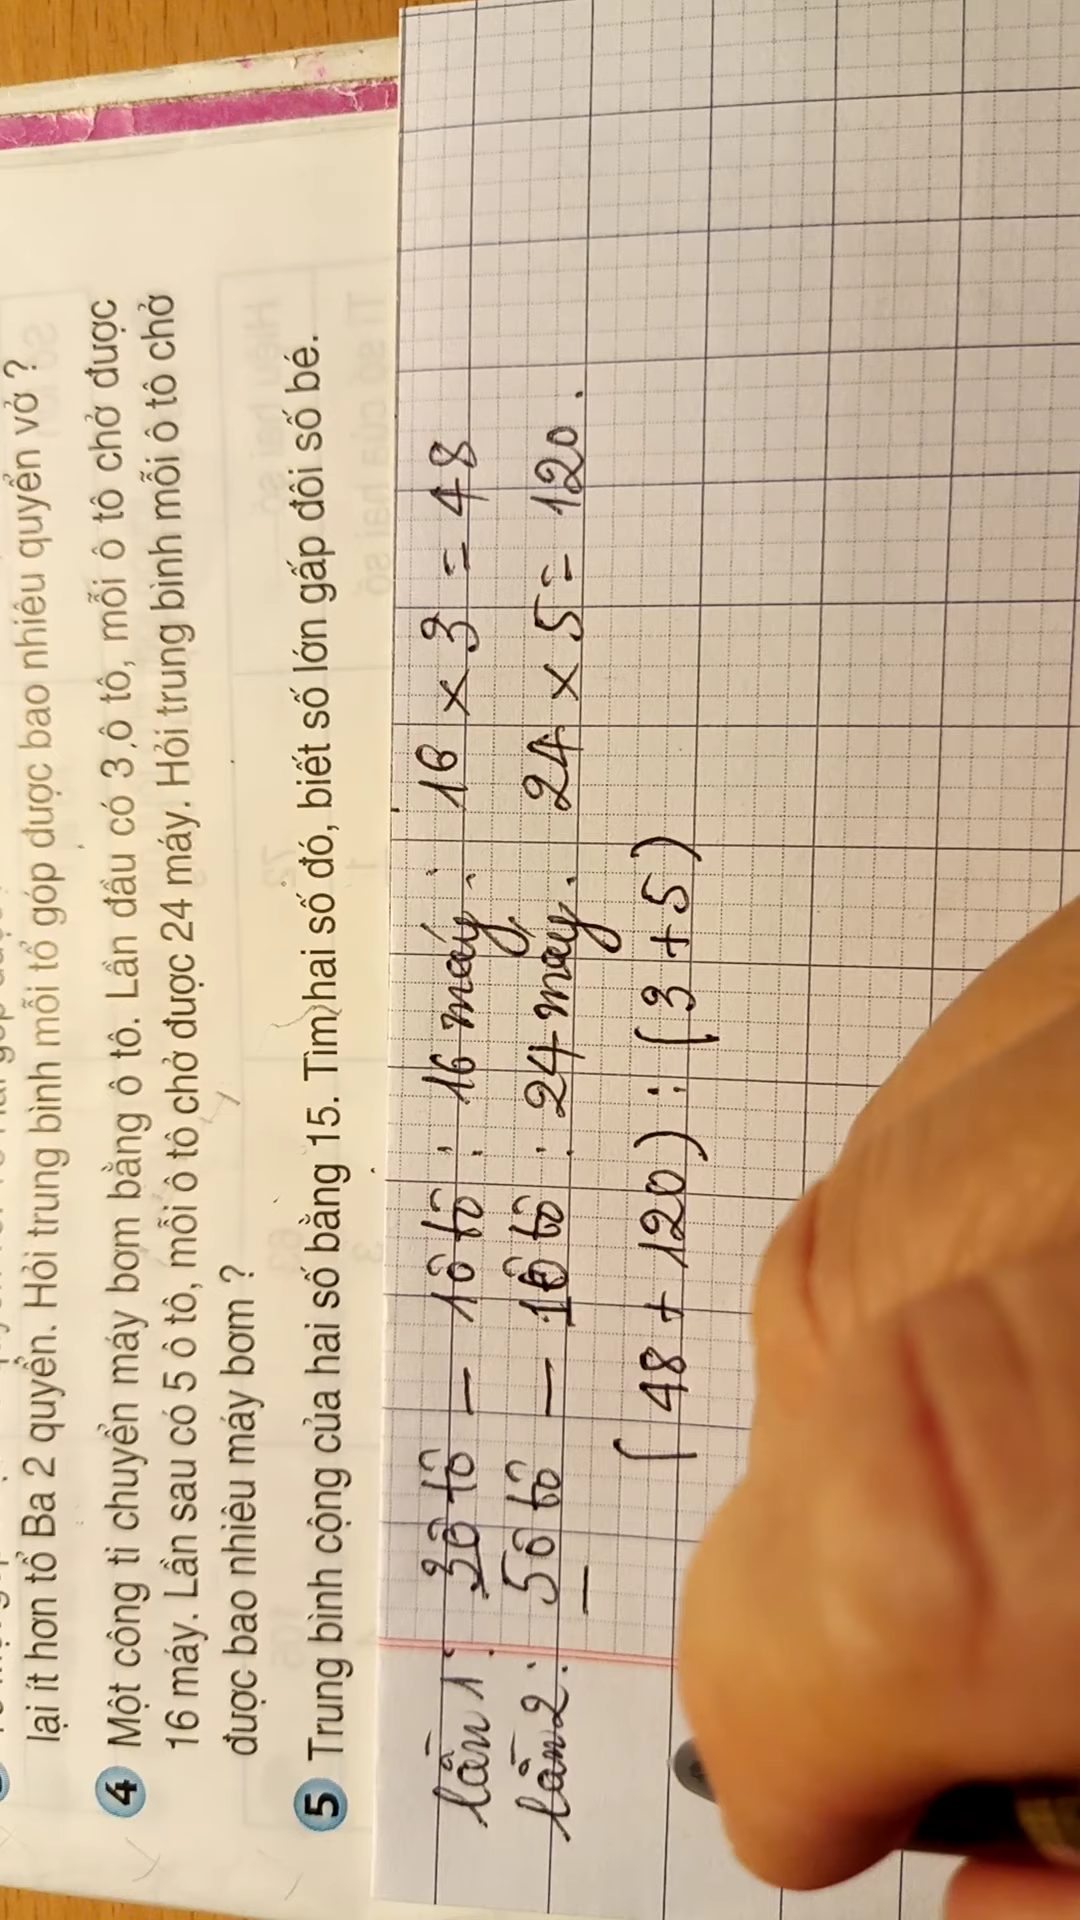 lại ít hơn tổ Ba 2 quyển. Hỏi trung bình mỗi tổ góp được bao nhiêu quyển vở ?
4 Một công ti chuyển máy bơm bằng ô tô. Lần đầu có 3 ô tô, mỗi ô tô chở được
16 máy. Lần sau có 5 ô tô, mỗi ô tô chở được 24 máy. Hỏi trung bình mỗi ô tô chở
được bao nhiêu máy bơm ?
5 Trung bình cộng của hai số bằng 15. Tìm hai số đó, biết số lớn gấp đôi số bé.
lần 1: 3ô tô – 1ô tô : 16 máy : 16 × 3 = 48
lần 2: 5ô tô – 1ô tô : 24 máy. 24 × 5 = 120.
( 48 + 120 ) : ( 3 + 5 )